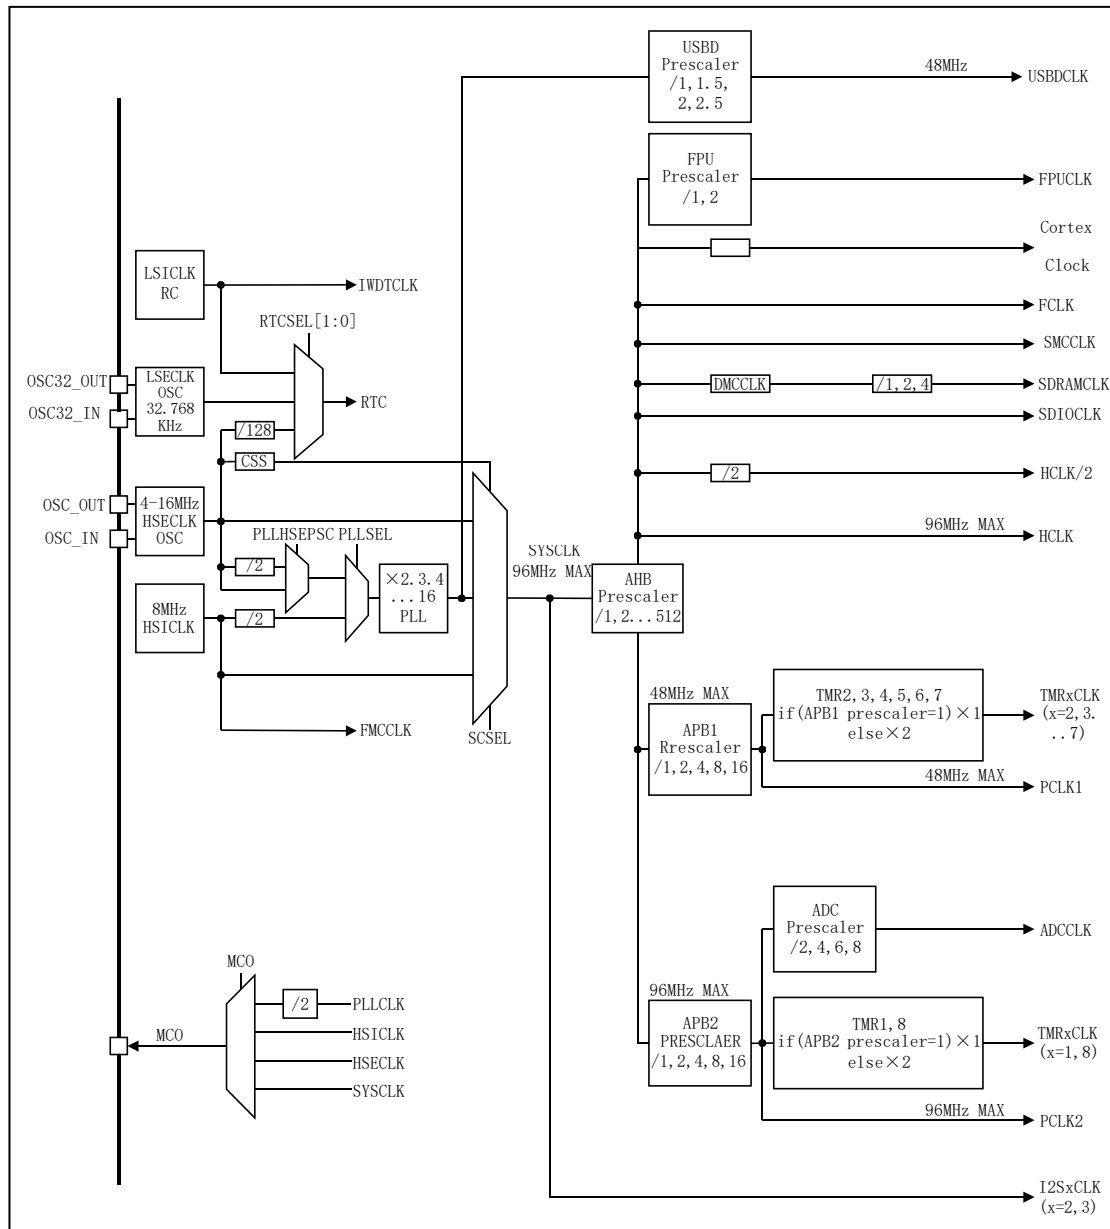 USBD
Prescaler
/1, 1.5,
2, 2.5
48MHz
USBDCLK
FPU
Prescaler
/1, 2
FPUCLK
Cortex
Clock
LSICLK
RC
IWDTCLK
FCLK
RTCSEL[1:0]
SMCCLK
OSC32_OUT
OSC32_IN
LSECLK
OSC
32.768
KHz
RTC
DMCCLK
/1, 2, 4
SDRAMCLK
SDIOCLK
/128
CSS
/2
HCLK/2
OSC_OUT
OSC_IN
4-16MHz
HSECLK
OSC
96MHz MAX
HCLK
PLLHSEPSC
PLLSEL
/2
×2.3.4
...16
PLL
SYSCLK
96MHz MAX
AHB
Prescaler
/1, 2...512
8MHz
HSICLK
/2
FMCCLK
SCSEL
48MHz MAX
APB1
Rrescaler
/1, 2, 4, 8, 16
TMR2, 3, 4, 5, 6, 7
if(APB1 prescaler=1)×1
else×2
TMRxCLK
(x=2, 3.
..7)
48MHz MAX
PCLK1
ADC
Prescaler
/2, 4, 6, 8
ADCCLK
MCO
/2
PLLCLK
MCO
HSICLK
HSECLK
SYSCLK
96MHz MAX
APB2
PRESCLAER
/1, 2, 4, 8, 16
TMR1, 8
if(APB2 prescaler=1)×1
else×2
TMRxCLK
(x=1, 8)
96MHz MAX
PCLK2
I2SxCLK
(x=2, 3)